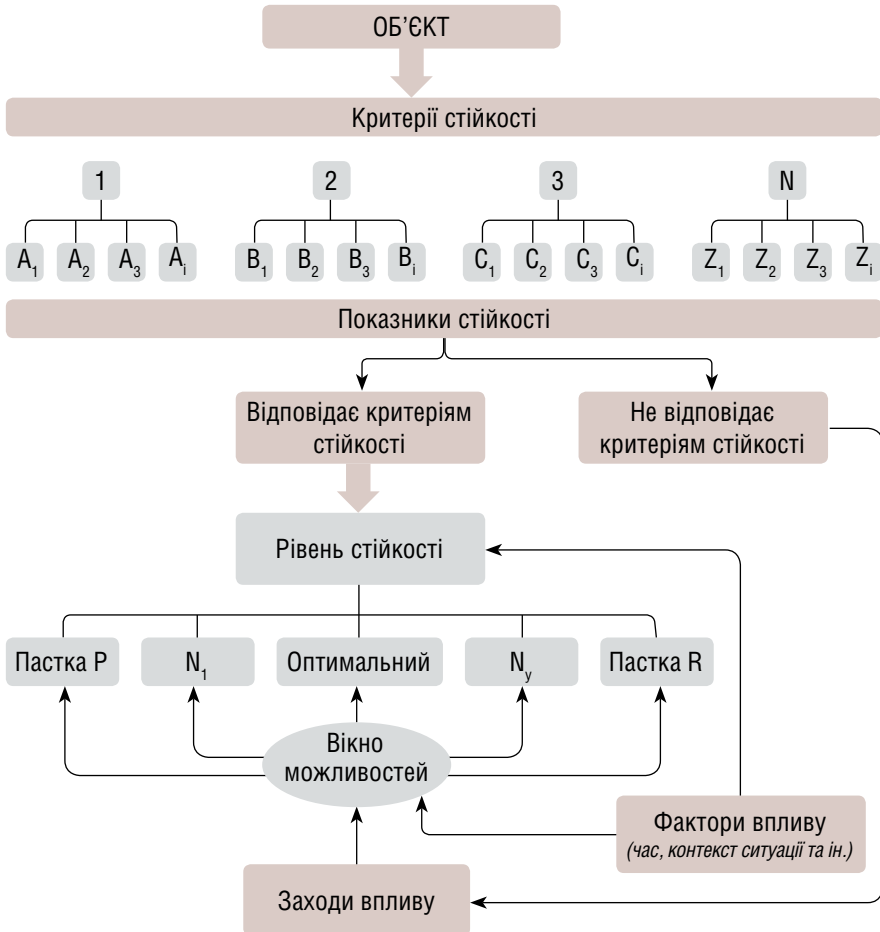 ОБ’ЄКТ
Критерії стійкості
1 2 3 N
A1 A2 A3 Ai B1 B2 B3 Bi C1 C2 C3 Ci Z1 Z2 Z3 Zi
Показники стійкості
Відповідає критеріям
стійкості
Не відповідає
критеріям стійкості
Рівень стійкості
Пастка P N1 Оптимальний Ny Пастка R
Вікно
можливостей
Фактори впливу
(час, контекст ситуації та ін.)
Заходи впливу